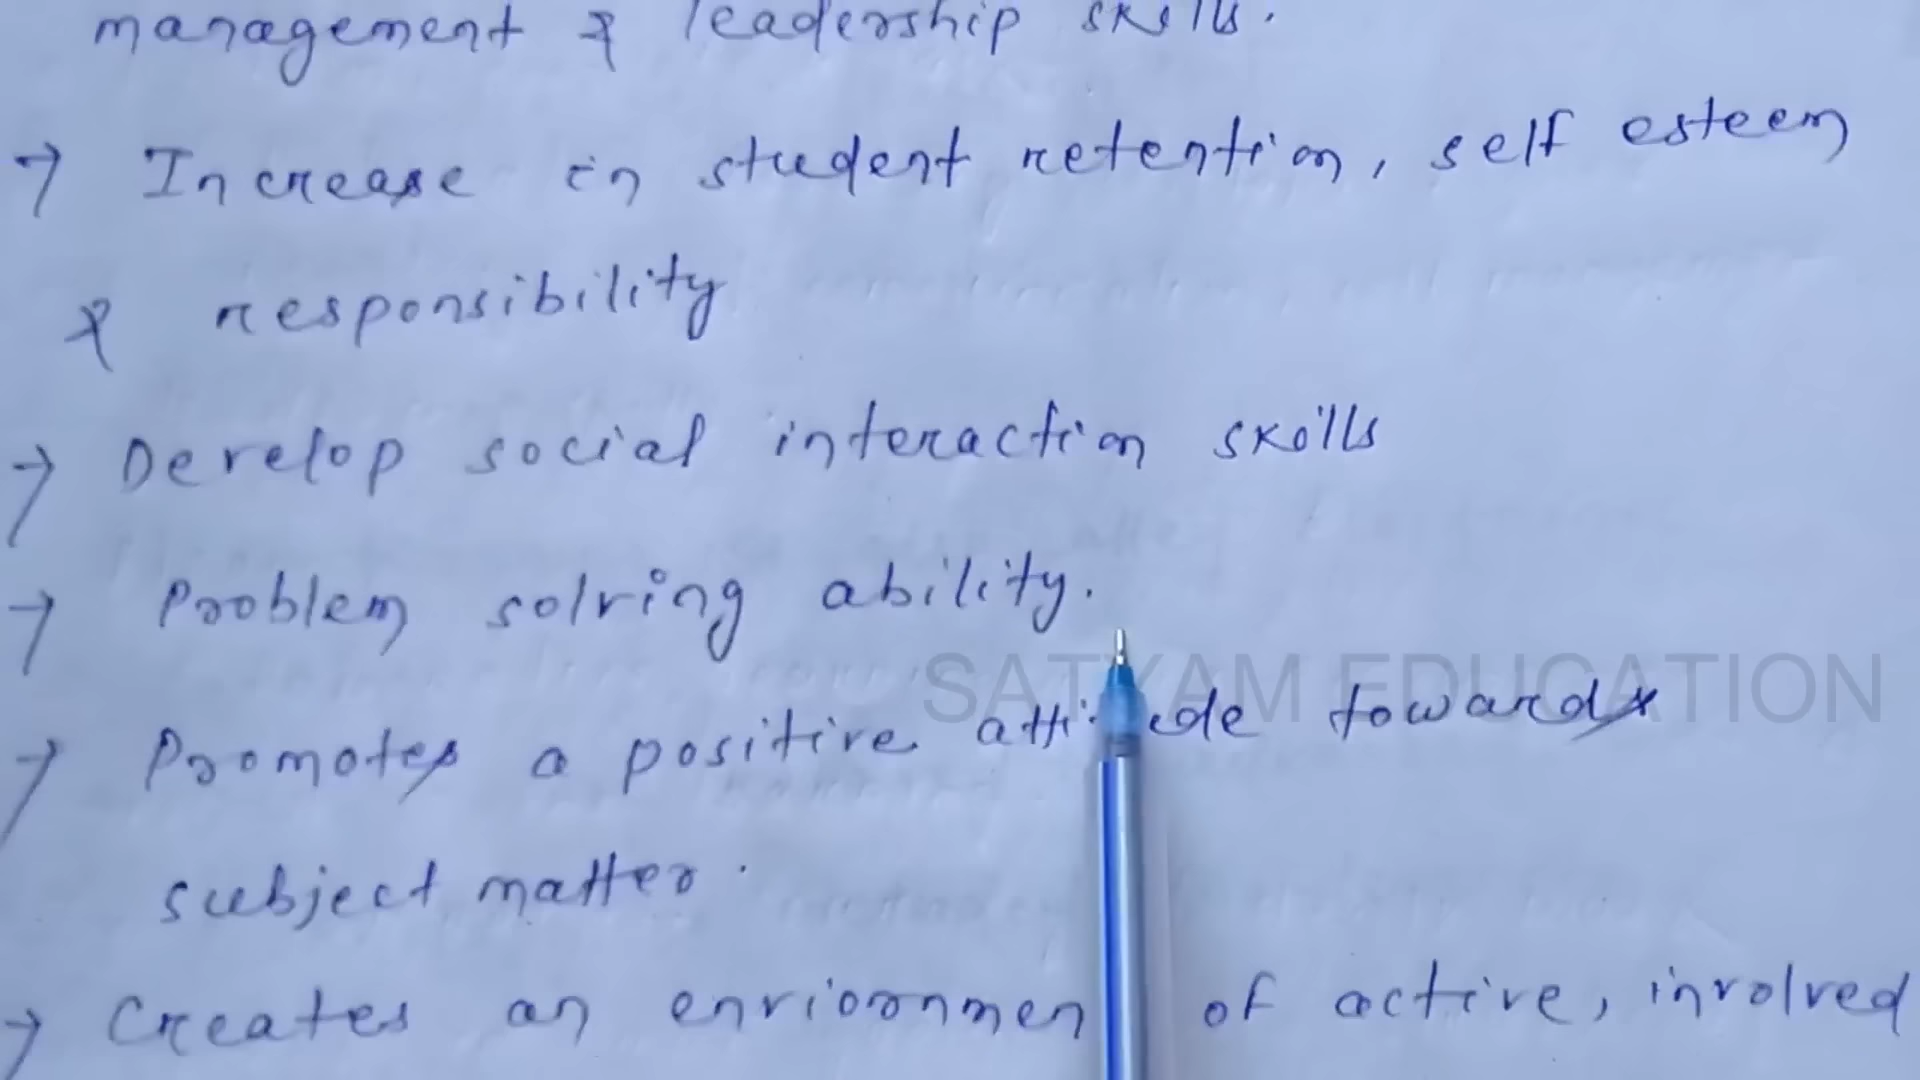 management & leadership skills.
→ Increase in student retention, self esteem
& responsibility
→ Develop social interaction skills
→ Problem solving ability.
SATYAM EDUCATION
→ Promotes a positive attitude towards
subject matter.
→ Creates an envioronmen of active, involved